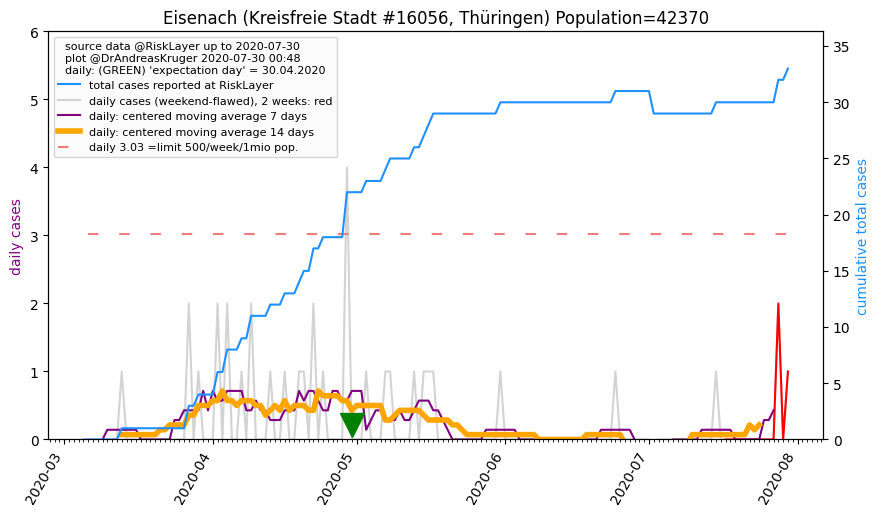 Eisenach (Kreisfreie Stadt #16056, Thüringen) Population=42370
source data @RiskLayer up to 2020-07-30
plot @DrAndreasKruger 2020-07-30 00:48
daily: (GREEN) 'expectation day' = 30.04.2020
total cases reported at RiskLayer
daily cases (weekend-flawed), 2 weeks: red
daily: centered moving average 7 days
daily: centered moving average 14 days
daily 3.03 =limit 500/week/1mio pop.
daily cases
6
5
4
3
2
1
0
35
30
25
20
15
10
5
0
cumulative total cases
2020-03
2020-04
2020-05
2020-06
2020-07
2020-08